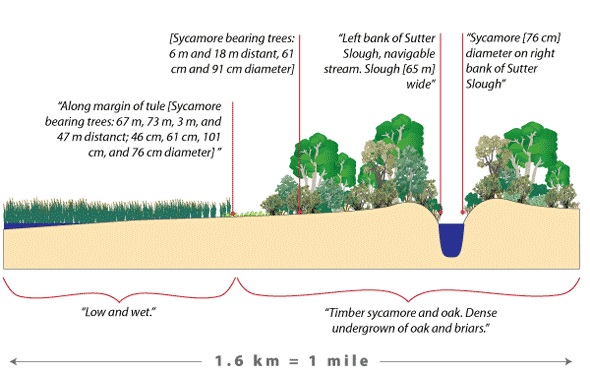 [Sycamore bearing trees:
6 m and 18 m distant, 61
cm and 91 cm diameter]
“Left bank of Sutter
Slough, navigable
stream. Slough [65 m]
wide”
“Sycamore [76 cm]
diameter on right
bank of Sutter
Slough”
“Along margin of tule [Sycamore
bearing trees: 67 m, 73 m, 3 m, and
47 m distanct; 46 cm, 61 cm, 101
cm, and 76 cm diameter] ”
“Low and wet.“
“Timber sycamore and oak. Dense
undergrown of oak and briars.”
1.6 km = 1 mile